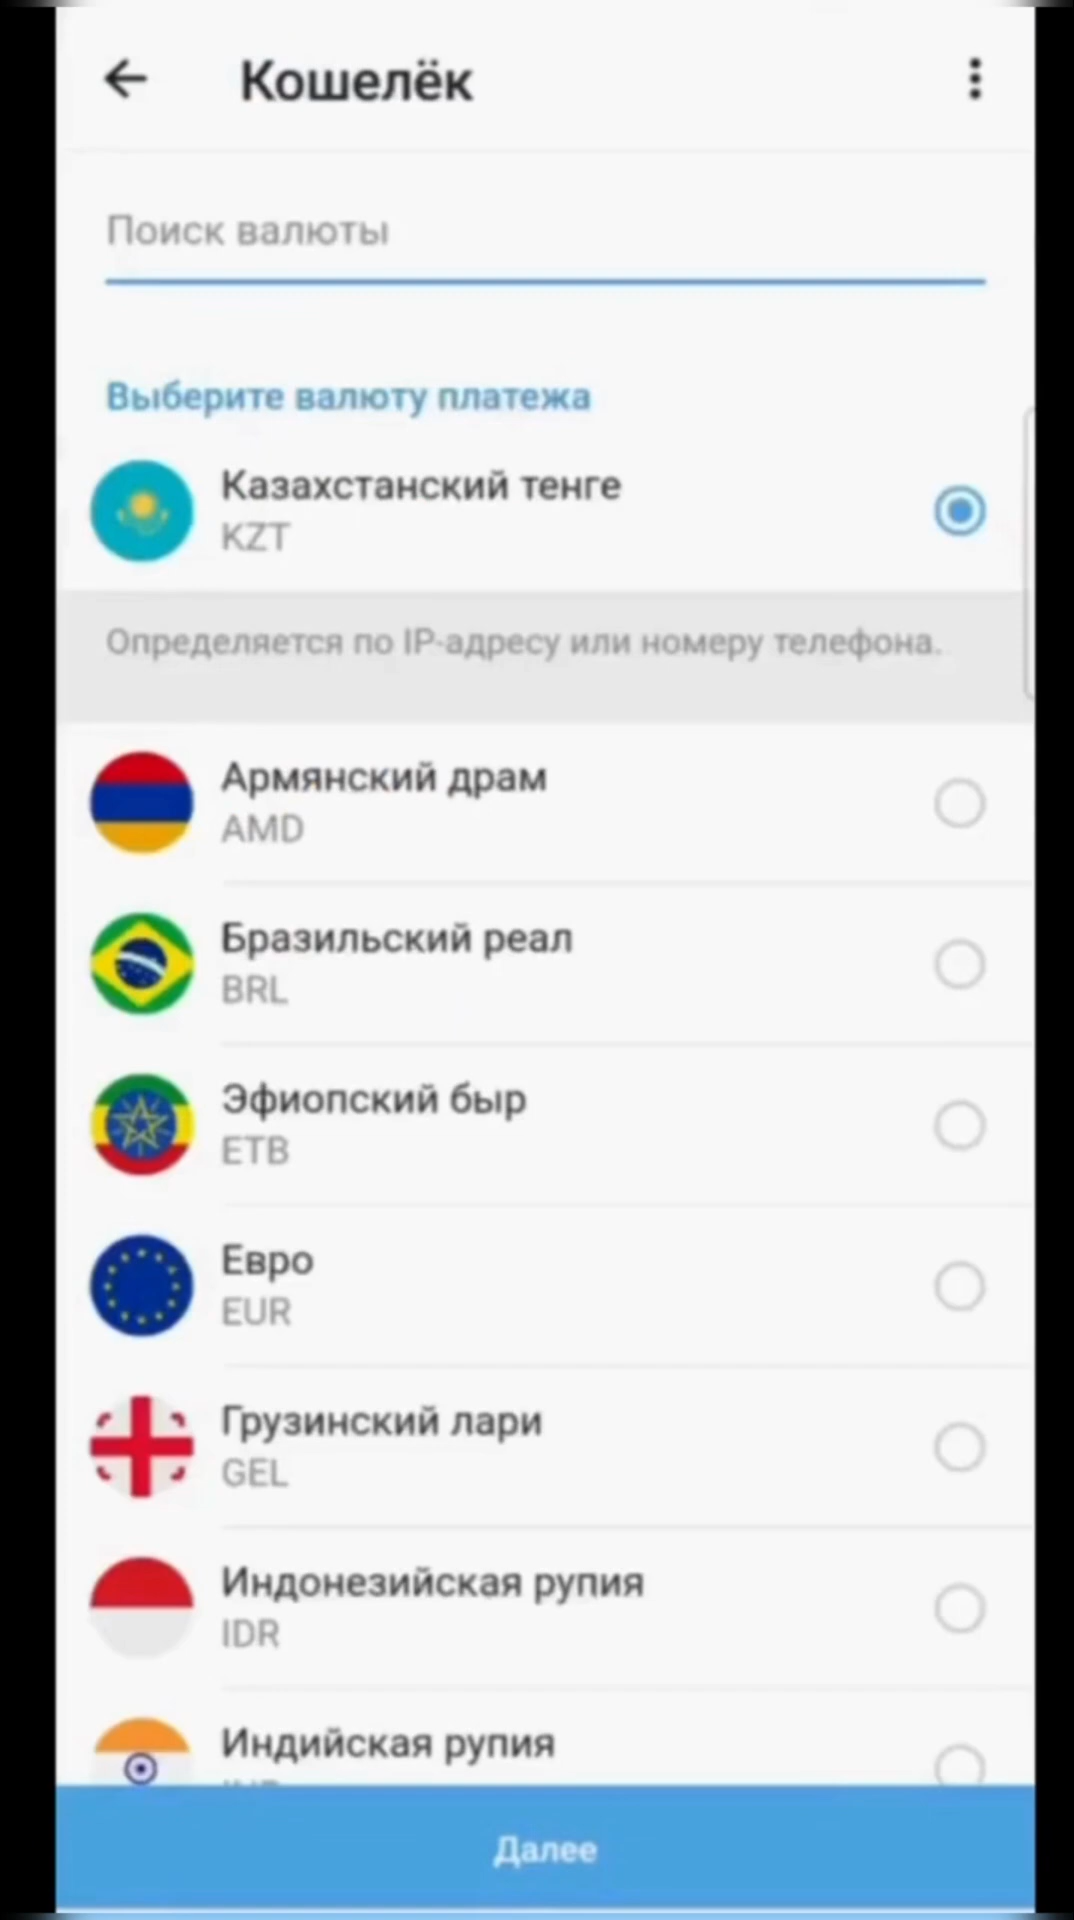 Кошелёк
Поиск валюты
Выберите валюту платежа
Казахстанский тенге
KZT
Определяется по IP-адресу или номеру телефона.
Армянский драм
AMD
Бразильский реал
BRL
Эфиопский быр
ETB
Евро
EUR
Грузинский лари
GEL
Индонезийская рупия
IDR
Индийская рупия
Далее